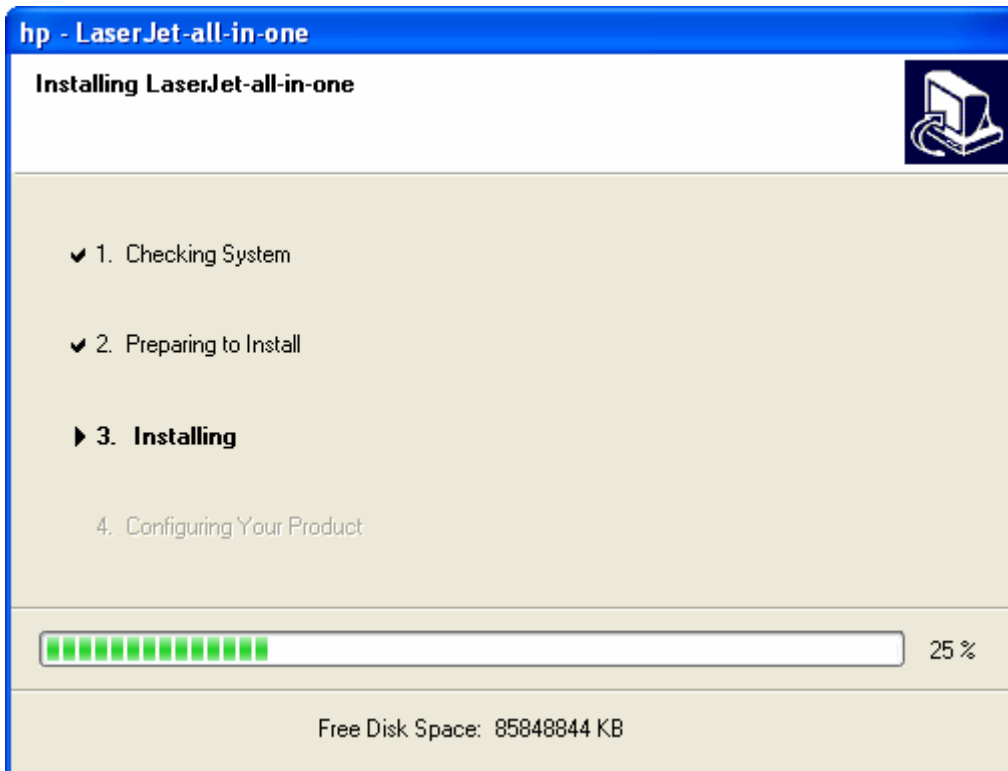 hp - LaserJet-all-in-one
Installing LaserJet-all-in-one
1. Checking System
2. Preparing to Install
3. Installing
4. Configuring Your Product
25 %
Free Disk Space: 85848844 KB